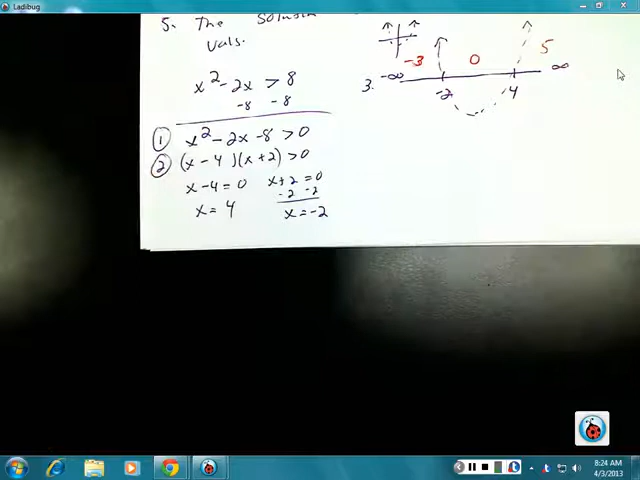 Ladibug
5. The solution
vals.
x² - 2x > 8
-8 -8
① x² - 2x - 8 > 0
② (x - 4)(x + 2) > 0
x - 4 = 0 x + 2 = 0
-2 -2
x = 4 x = -2
3. -∞ -3 0 5 ∞
-2 4
8:24 AM
4/3/2013